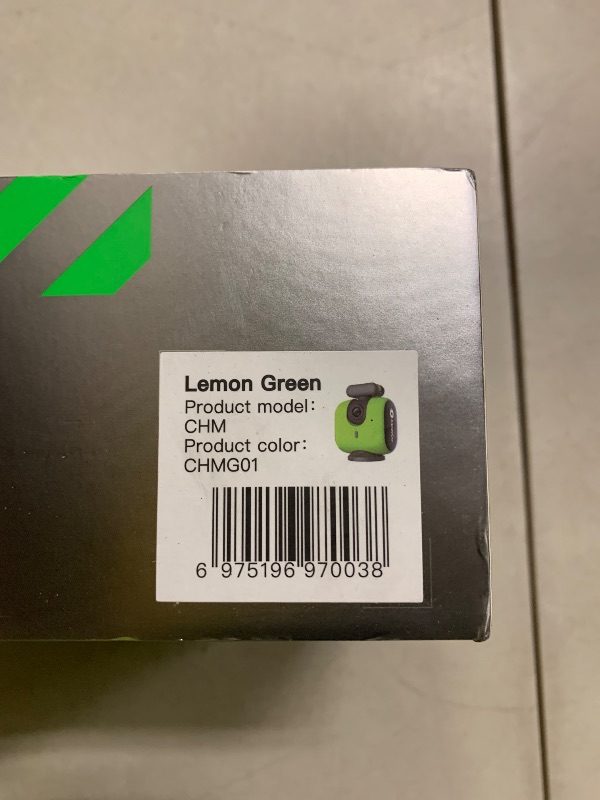 Lemon Green
Product model:
CHM
Product color:
CHMG01
6 975196 970038